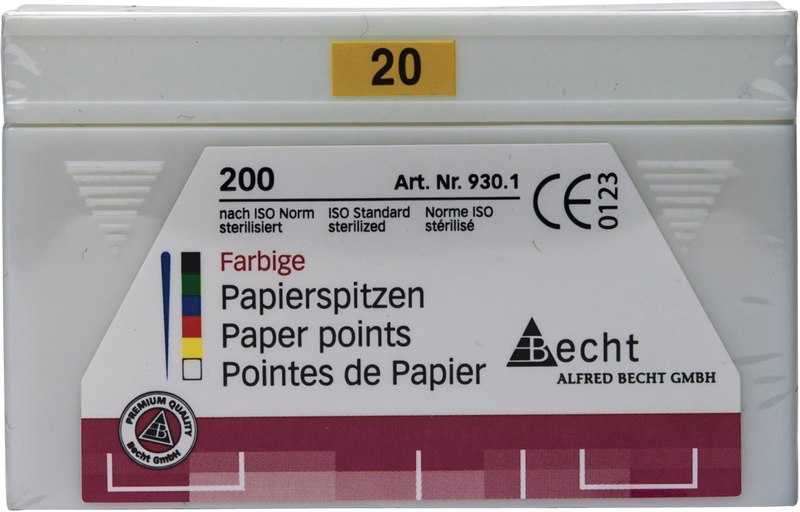 20
200 Art. Nr. 930.1
CE 0123
nach ISO Norm ISO Standard Norme ISO
sterilisiert sterilized stérilisé
Farbige
Papierspitzen
Paper points
Pointes de Papier
Becht
ALFRED BECHT GMBH
PREMIUM QUALITY
B
Becht GmbH